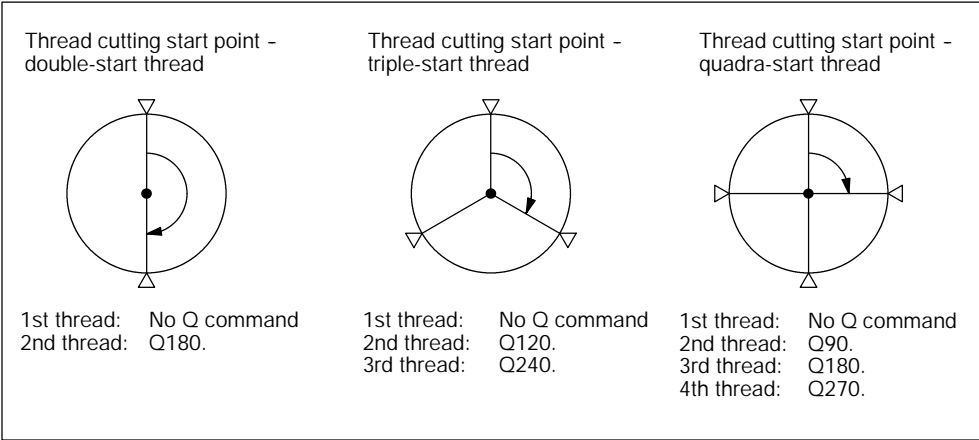 Thread cutting start point –
double-start thread
1st thread: No Q command
2nd thread: Q180.
Thread cutting start point –
triple-start thread
1st thread: No Q command
2nd thread: Q120.
3rd thread: Q240.
Thread cutting start point –
quadra-start thread
1st thread: No Q command
2nd thread: Q90.
3rd thread: Q180.
4th thread: Q270.